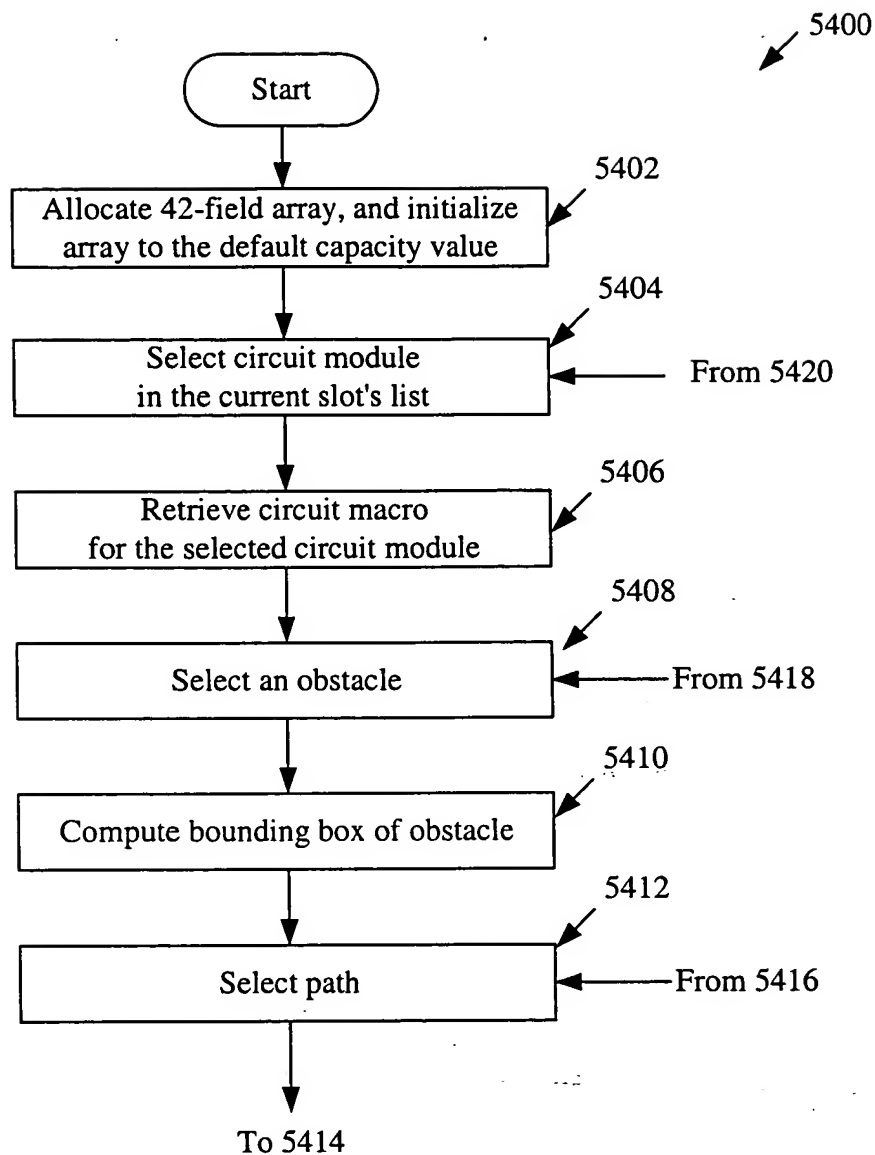 5400
Start
5402
Allocate 42-field array, and initialize
array to the default capacity value
5404
Select circuit module
in the current slot's list
From 5420
5406
Retrieve circuit macro
for the selected circuit module
5408
Select an obstacle
From 5418
5410
Compute bounding box of obstacle
5412
Select path
From 5416
To 5414